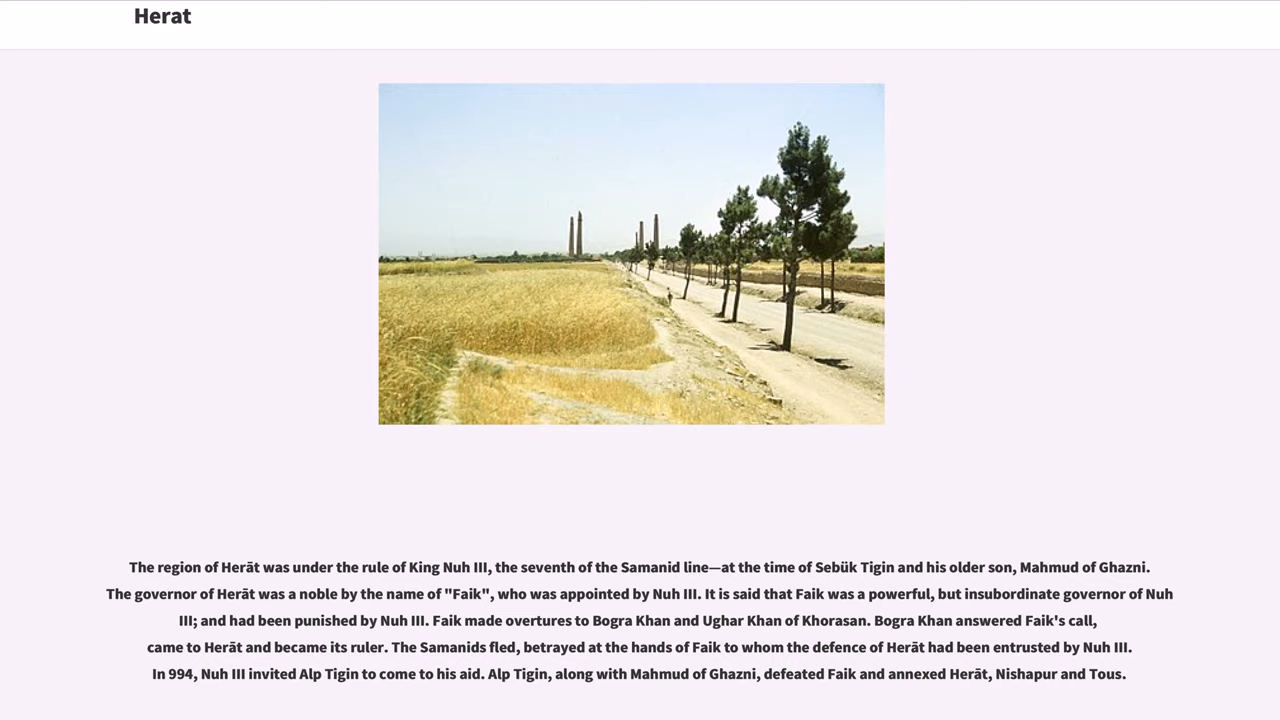 Herat
The region of Herāt was under the rule of King Nuh III, the seventh of the Samanid line—at the time of Sebük Tigin and his older son, Mahmud of Ghazni.
The governor of Herāt was a noble by the name of "Faik", who was appointed by Nuh III. It is said that Faik was a powerful, but insubordinate governor of Nuh
III; and had been punished by Nuh III. Faik made overtures to Bogra Khan and Ughar Khan of Khorasan. Bogra Khan answered Faik's call,
came to Herāt and became its ruler. The Samanids fled, betrayed at the hands of Faik to whom the defence of Herāt had been entrusted by Nuh III.
In 994, Nuh III invited Alp Tigin to come to his aid. Alp Tigin, along with Mahmud of Ghazni, defeated Faik and annexed Herāt, Nishapur and Tous.